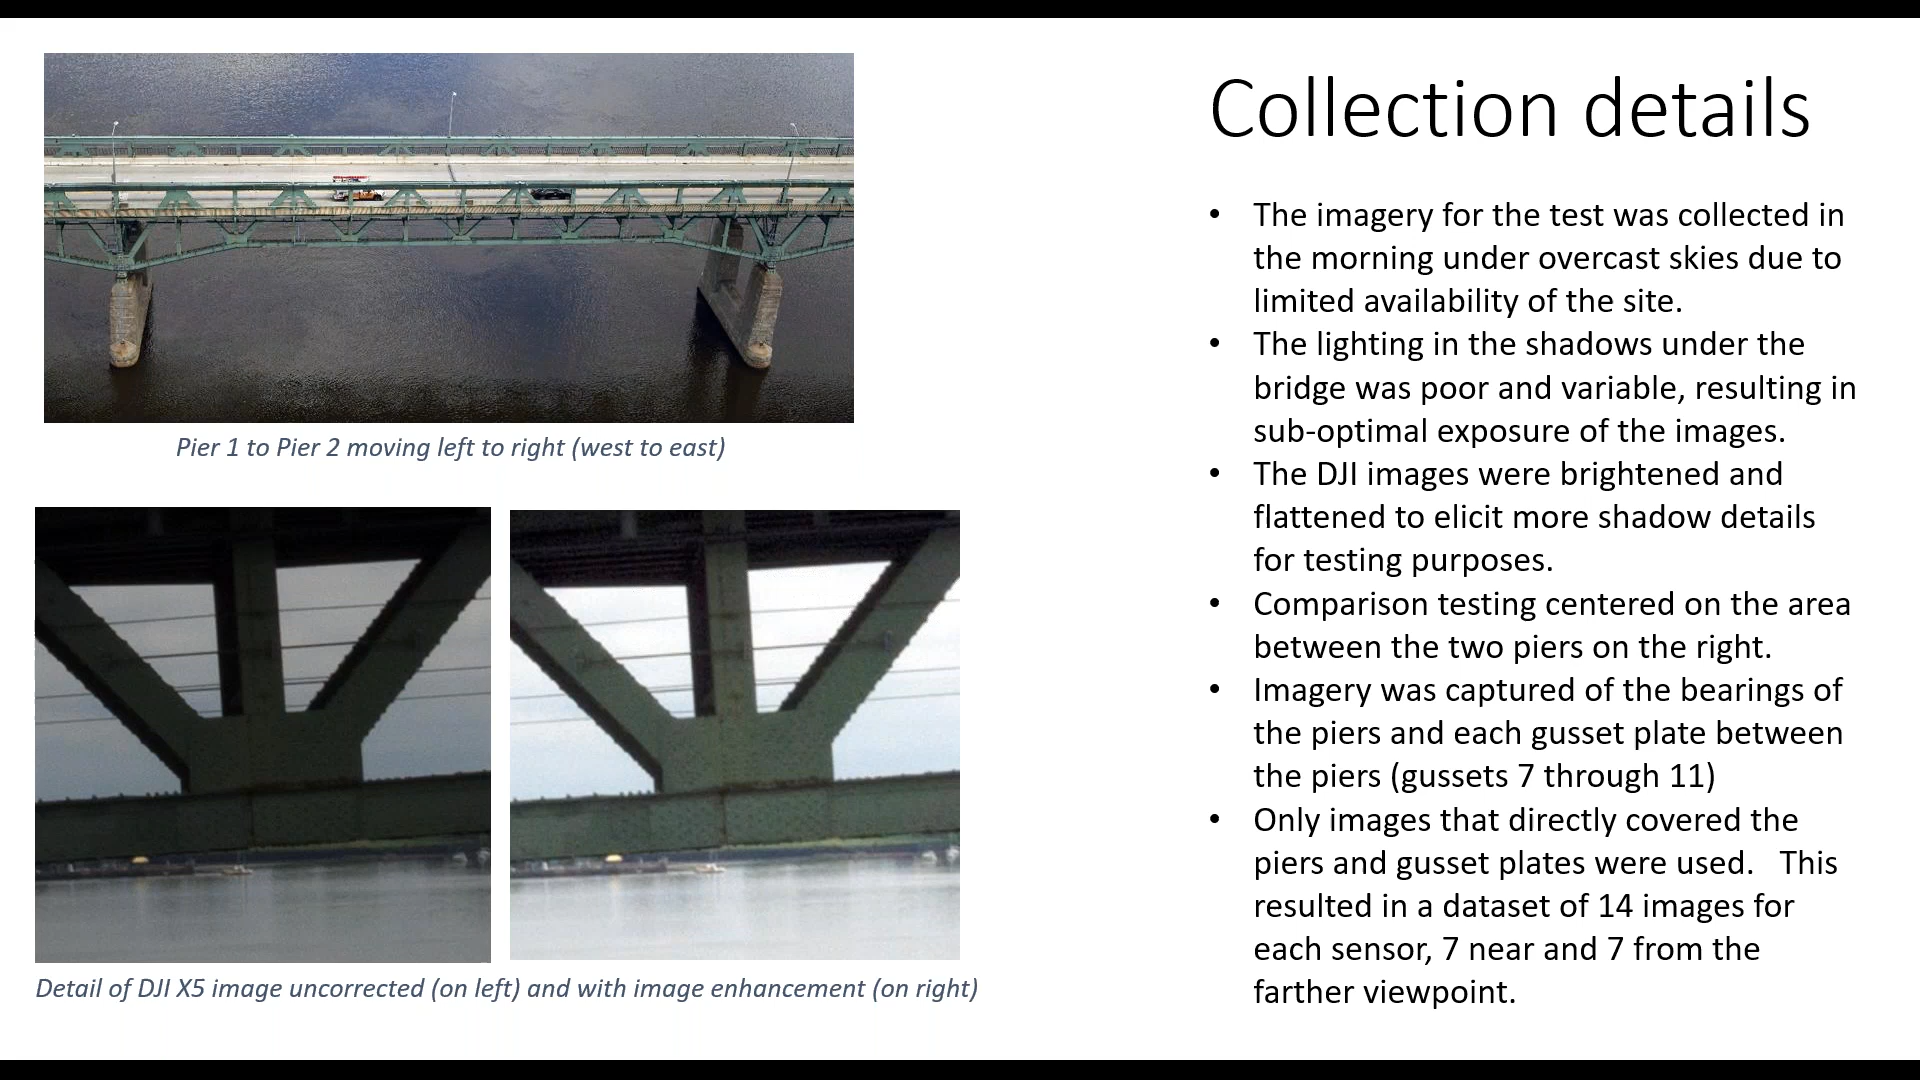 Collection details
Pier 1 to Pier 2 moving left to right (west to east)
Detail of DJI X5 image uncorrected (on left) and with image enhancement (on right)
• The imagery for the test was collected in
the morning under overcast skies due to
limited availability of the site.
• The lighting in the shadows under the
bridge was poor and variable, resulting in
sub-optimal exposure of the images.
• The DJI images were brightened and
flattened to elicit more shadow details
for testing purposes.
• Comparison testing centered on the area
between the two piers on the right.
• Imagery was captured of the bearings of
the piers and each gusset plate between
the piers (gussets 7 through 11)
• Only images that directly covered the
piers and gusset plates were used.   This
resulted in a dataset of 14 images for
each sensor, 7 near and 7 from the
farther viewpoint.